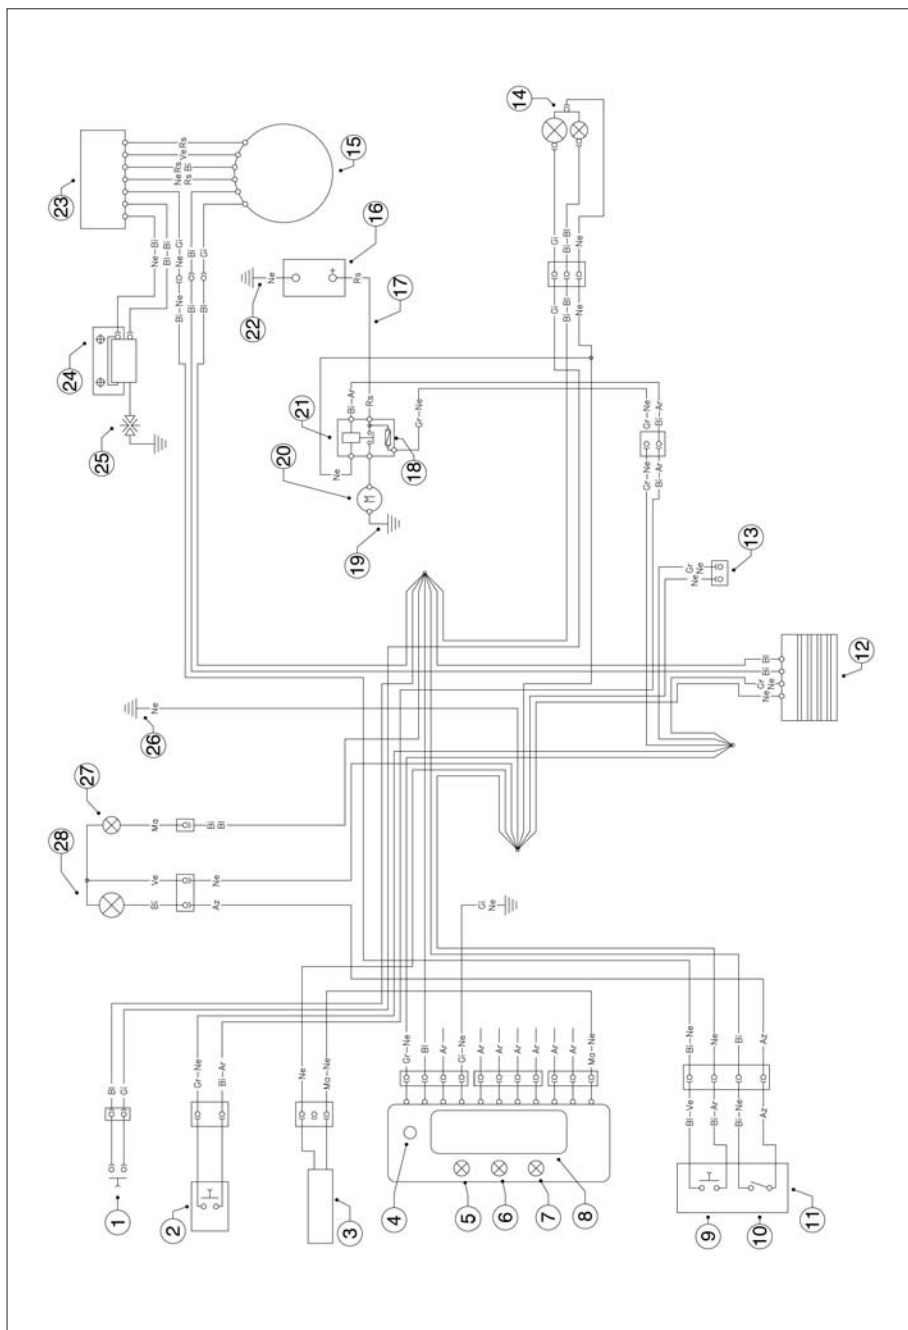 14
23
15
Rs
Ve
Rs
Bi
Ne
Rs
16
Ne–Bi
Bi–Bi
Ne–Gi
Bl
Gi
Gi
Bi–Bl
Ne
Ne
+
Rs
17
22
Bi–Ne
Bi
Bl
Gi
Bi–Bl
Ne
24
21
Bi–Ar
Rs
Gr–Ne
Gr–Ne
Bi–Ar
25
20
18
Ne
M
Gr–Ne
Bi–Ar
19
13
Gr
Ne
Ne
12
Bl
Bi
Gr
Ne
Ne
26
Ne
27
Ma
Bi
Bl
28
Ve
Ne
Bi
Az
Gi
Ne
Bl
Gi
1
Gr–Ne
Bi–Ar
2
Ne
Ma–Ne
3
Gr–Ne
Bl
Ar
Gi–Ne
Ar
Ar
Ar
Ar
Ar
Ar
Ma–Ne
4
5
6
7
8
Bi–Ne
Ne
Bi
Az
Bl–Ve
Bi–Ar
Bi–Ne
Az
9
10
11